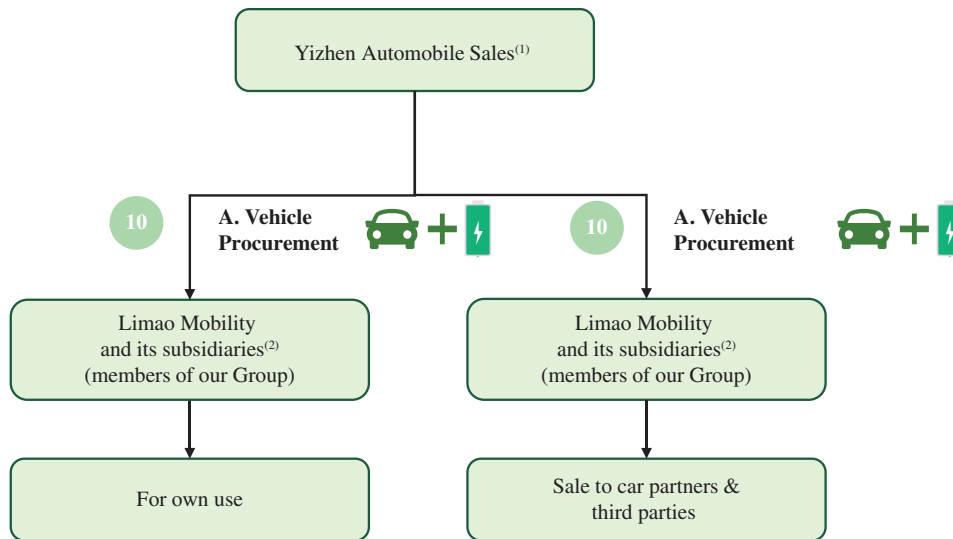 Yizhen Automobile Sales(1)
10
A. Vehicle
Procurement
10
A. Vehicle
Procurement
Limao Mobility
and its subsidiaries(2)
(members of our Group)
Limao Mobility
and its subsidiaries(2)
(members of our Group)
For own use
Sale to car partners &
third parties